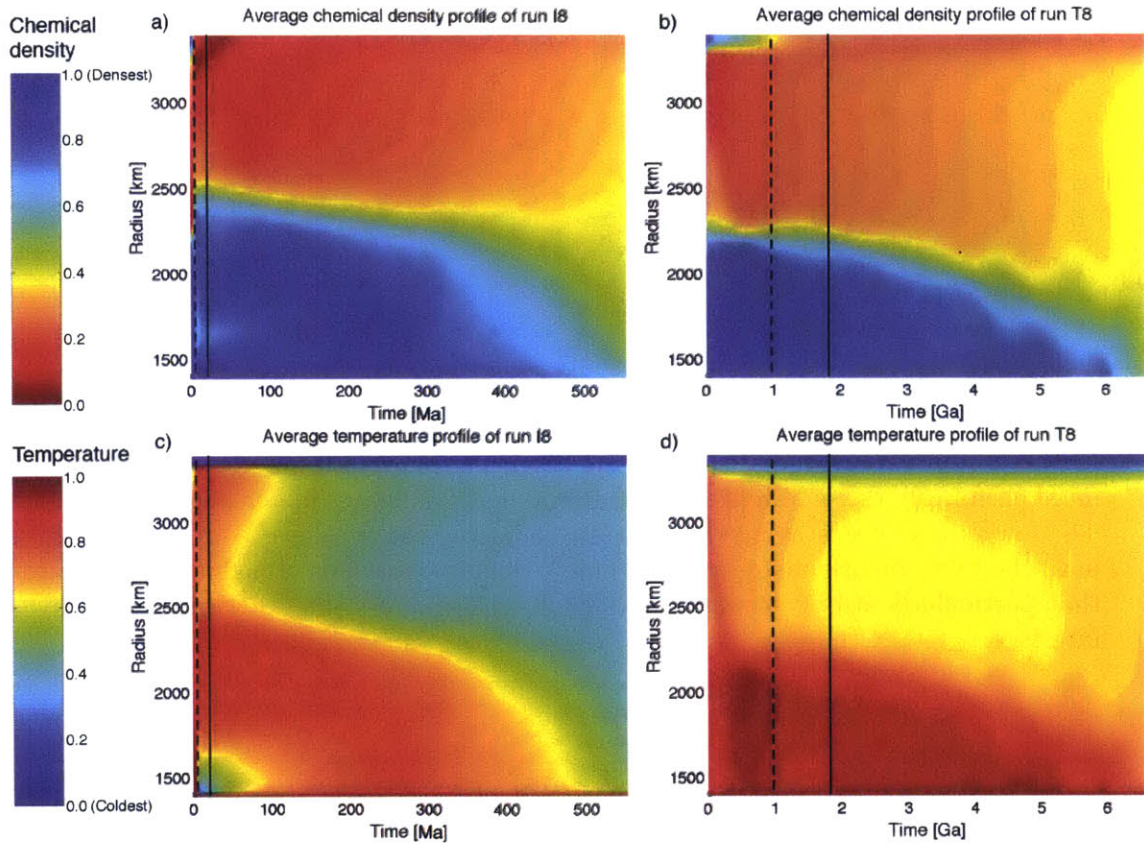 Chemical
density
1.0 (Densest)
0.8
0.6
0.4
0.2
0.0
a)
Average chemical density profile of run I8
Radius [km]
3000
2500
2000
1500
0
100
200
300
400
500
Time [Ma]
b)
Average chemical density profile of run T8
Radius [km]
3000
2500
2000
1500
0
1
2
3
4
5
6
Time [Ga]
Temperature
1.0
0.8
0.6
0.4
0.2
0.0 (Coldest)
c)
Average temperature profile of run I8
Radius [km]
3000
2500
2000
1500
0
100
200
300
400
500
Time [Ma]
d)
Average temperature profile of run T8
Radius [km]
3000
2500
2000
1500
0
1
2
3
4
5
6
Time [Ga]